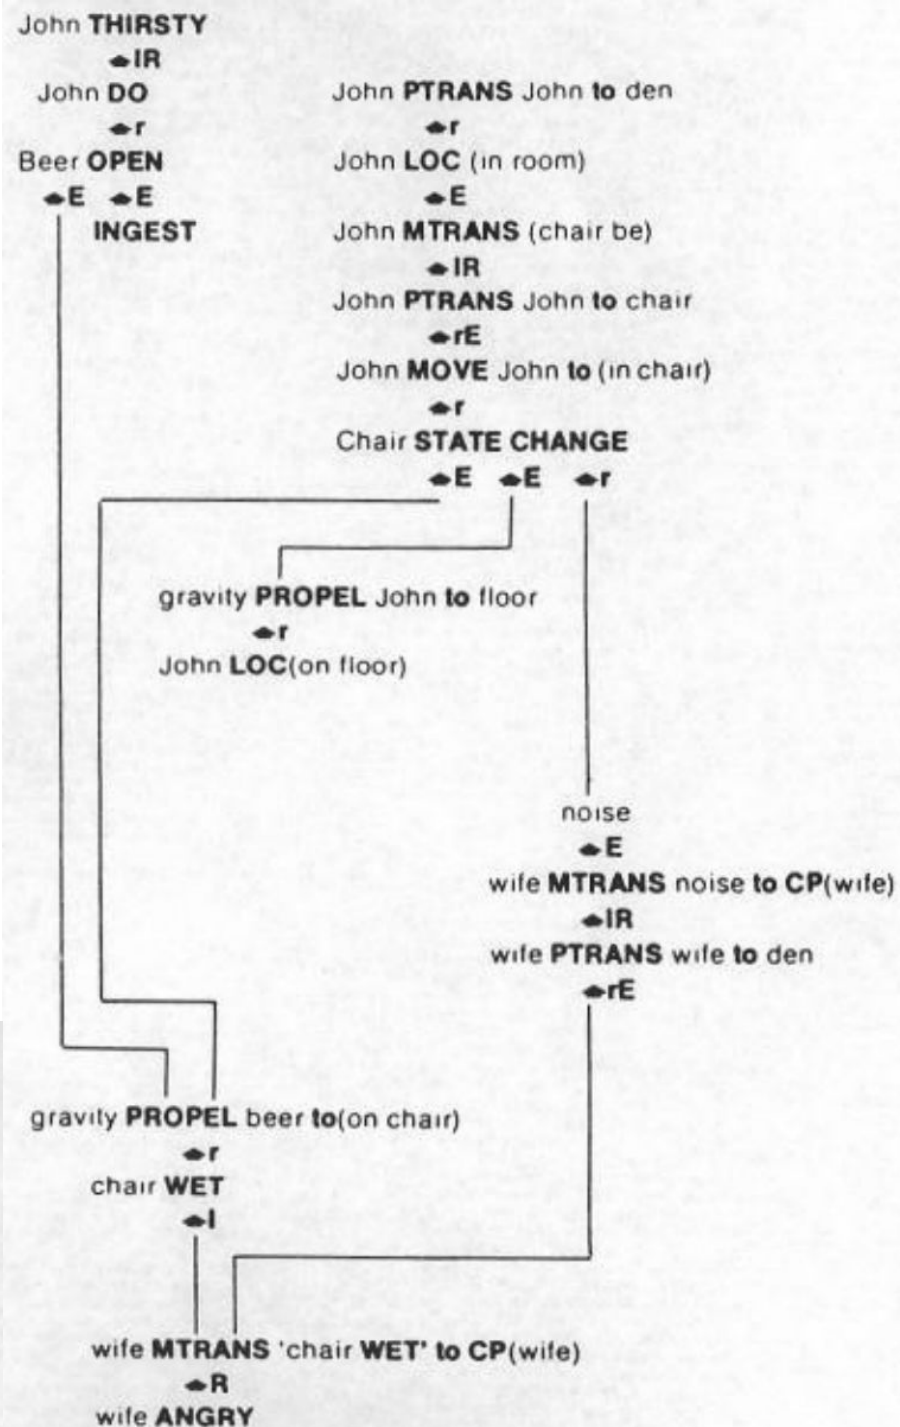 John THIRSTY
IR
John DO
r
Beer OPEN
E E
INGEST
John PTRANS John to den
r
John LOC (in room)
E
John MTRANS (chair be)
IR
John PTRANS John to chair
rE
John MOVE John to (in chair)
r
Chair STATE CHANGE
E E r
gravity PROPEL John to floor
r
John LOC(on floor)
noise
E
wife MTRANS noise to CP(wife)
IR
wife PTRANS wife to den
rE
gravity PROPEL beer to(on chair)
r
chair WET
I
wife MTRANS 'chair WET' to CP(wife)
R
wife ANGRY